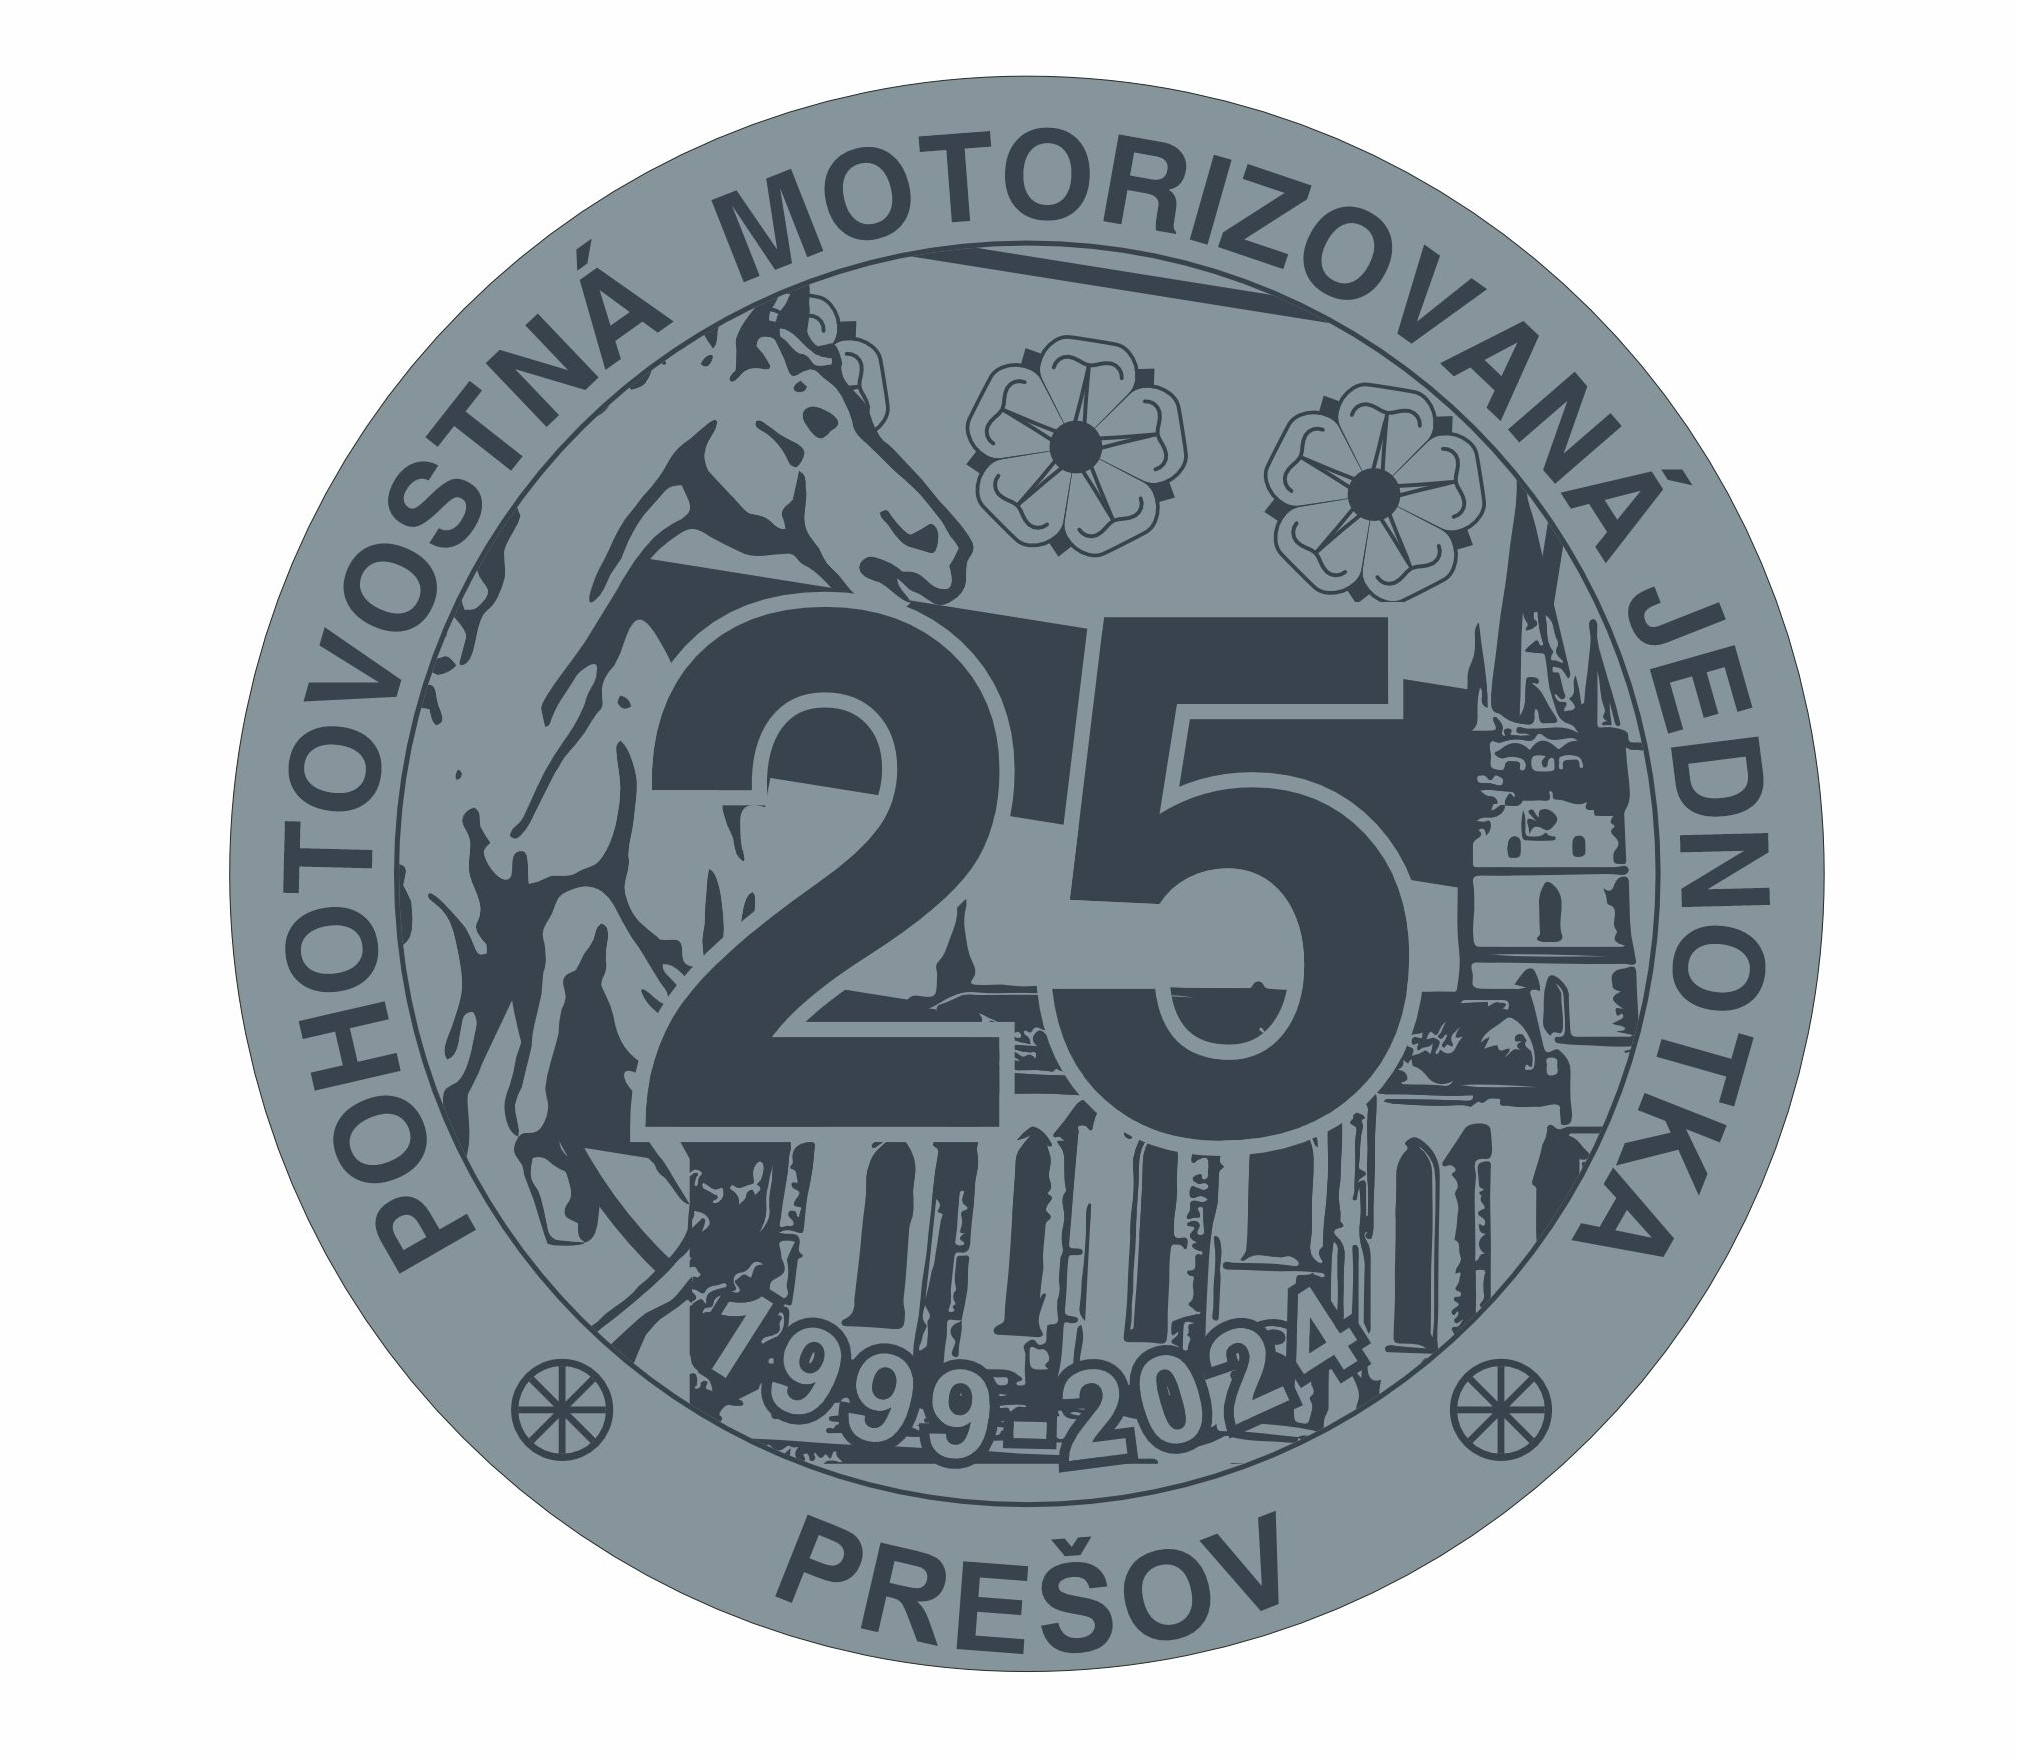 POHOTOVOSTNÁ MOTORIZOVANÁ JEDNOTKA
25
1999-2024
PREŠOV